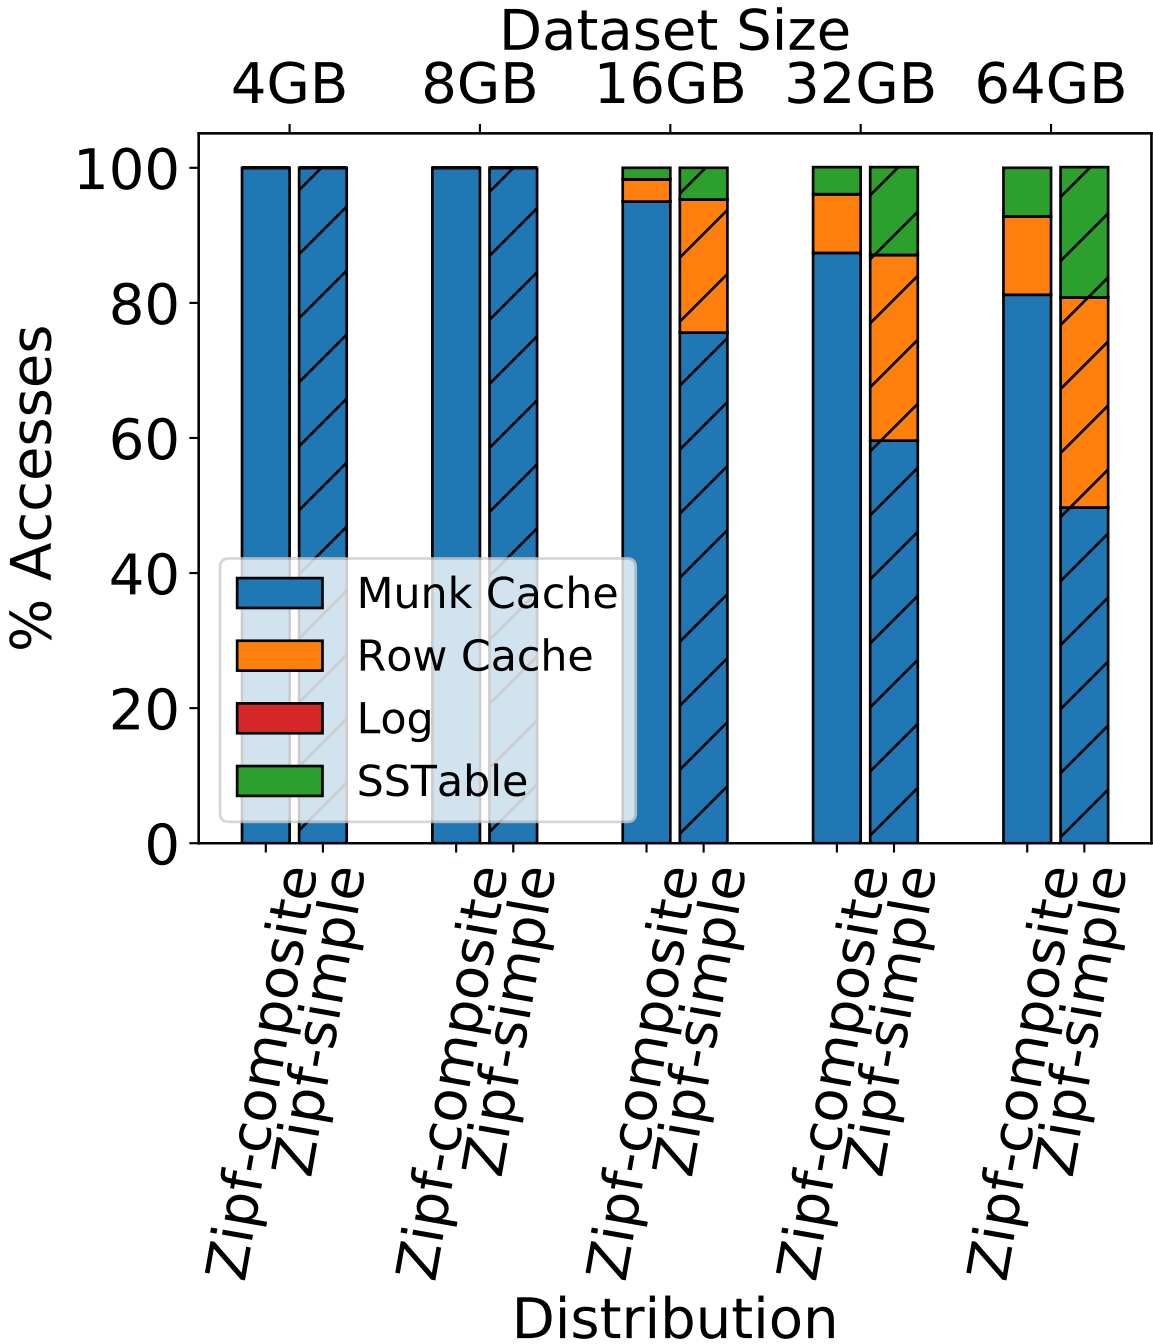 Dataset Size
4GB 8GB 16GB 32GB 64GB
% Accesses
100
80
60
40
20
0
Munk Cache
Row Cache
Log
SSTable
Zipf-composite
Zipf-simple
Zipf-composite
Zipf-simple
Zipf-composite
Zipf-simple
Zipf-composite
Zipf-simple
Zipf-composite
Zipf-simple
Distribution